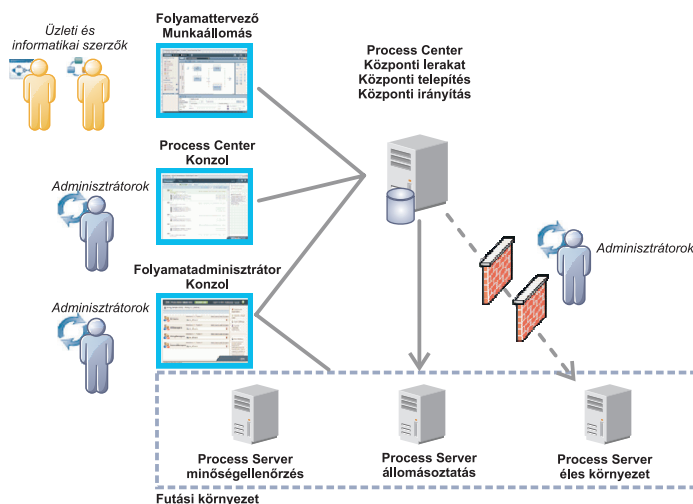 Üzleti és
informatikai szerzők
Folyamattervező
Munkaállomás
Process Center
Központi lerakat
Központi telepítés
Központi irányítás
Process Center
Konzol
Adminisztrátorok
Adminisztrátorok
Folyamatadminisztrátor
Konzol
Adminisztrátorok
Process Server
minőségellenőrzés
Process Server
állomásoztatás
Process Server
éles környezet
Futási környezet